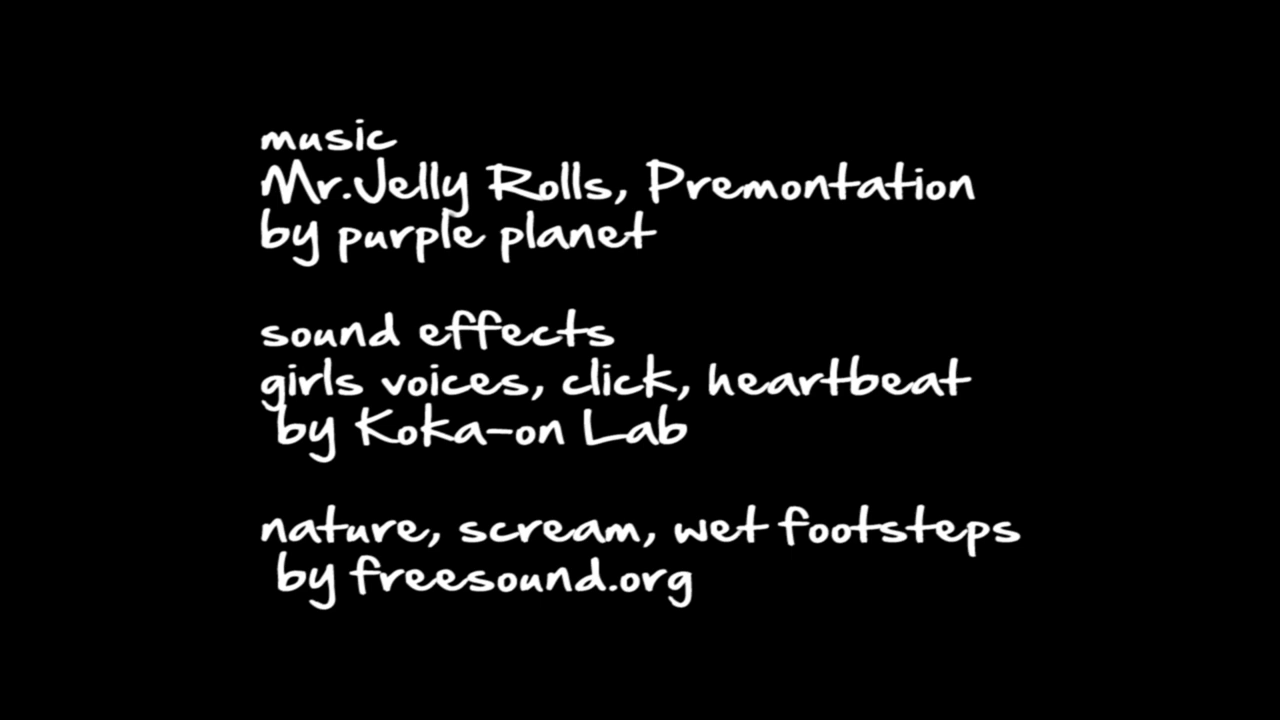 music
Mr.Jelly Rolls, Premontation
by purple planet
sound effects
girls voices, click, heartbeat
by Koka-on Lab
nature, scream, wet footsteps
by freesound.org